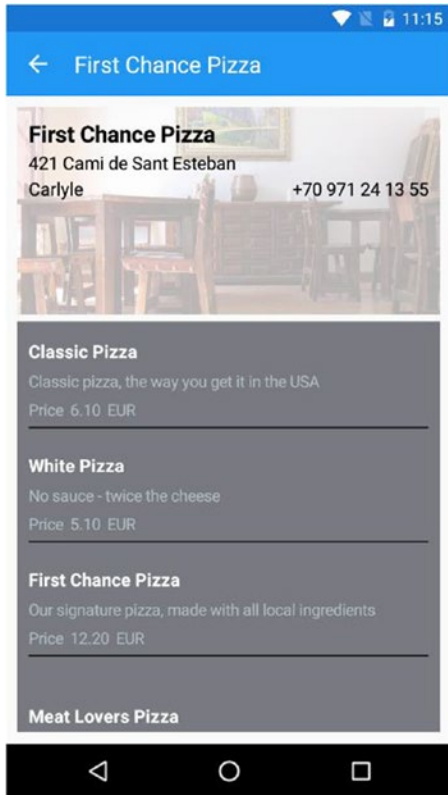 11:15
First Chance Pizza
First Chance Pizza
421 Cami de Sant Esteban
Carlyle +70 971 24 13 55
Classic Pizza
Classic pizza, the way you get it in the USA
Price 6.10 EUR
White Pizza
No sauce - twice the cheese
Price 5.10 EUR
First Chance Pizza
Our signature pizza, made with all local ingredients
Price 12.20 EUR
Meat Lovers Pizza